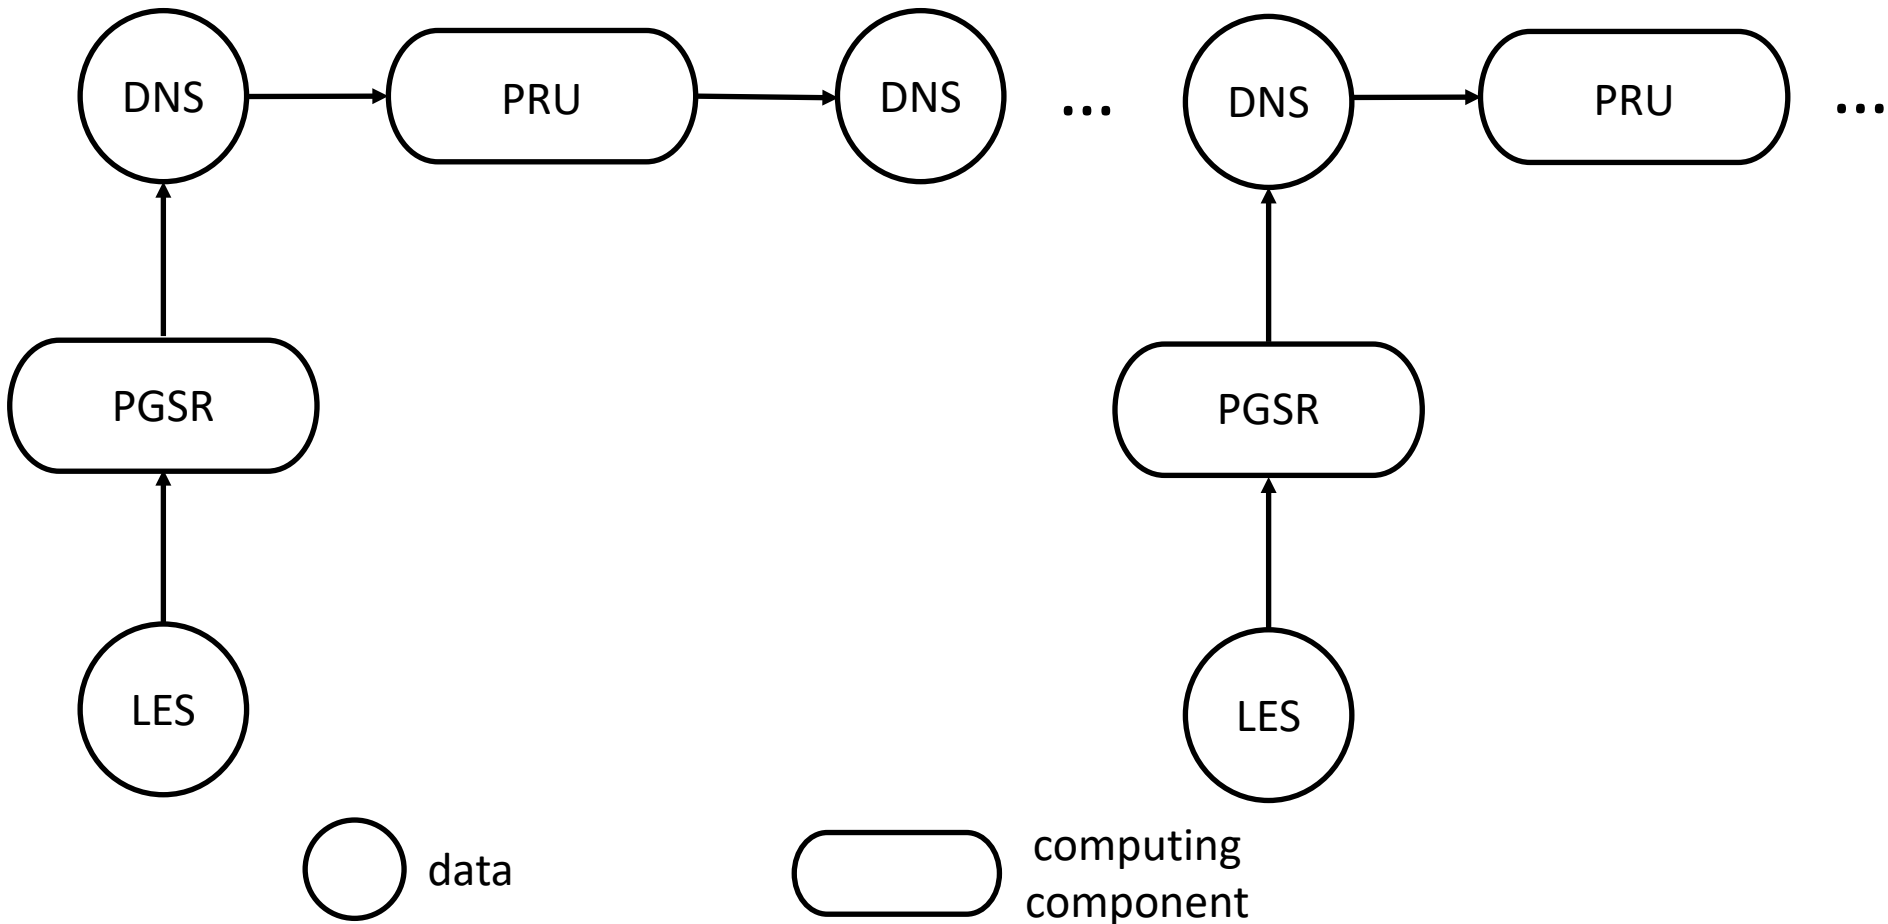 DNS
PRU
DNS
...
DNS
PRU
...
PGSR
PGSR
LES
LES
data
computing
component